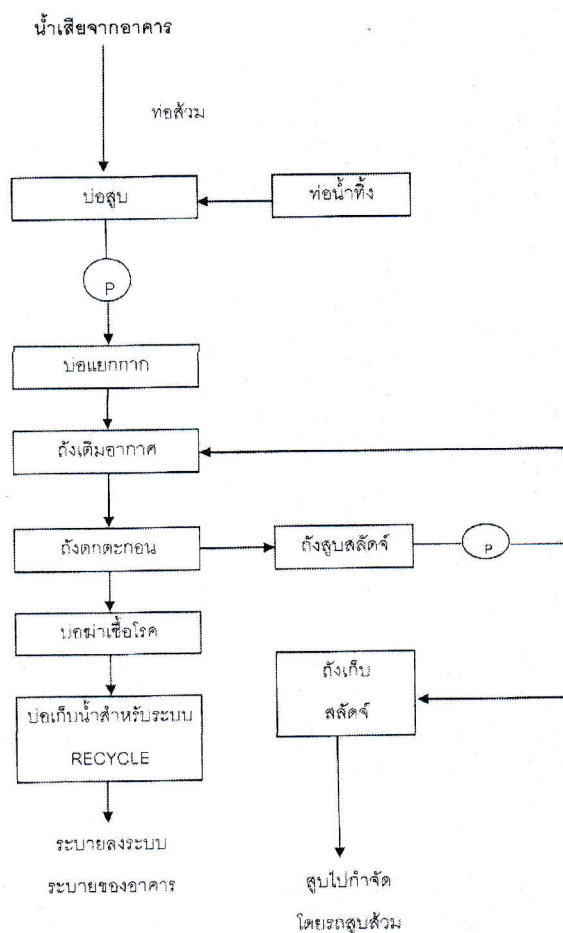 น้ำเสียจากอาคาร
ท่อส้วม
บ่อสูบ
ท่อน้ำทิ้ง
P
บ่อแยกกาก
ถังเติมอากาศ
ถังตกตะกอน
ถังสูบสลัดจ์
P
บ่อฆ่าเชื้อโรค
ถังเก็บ
สลัดจ์
บ่อเก็บน้ำสำหรับระบบ
RECYCLE
ระบายลงระบบ
ระบายของอาคาร
สูบไปกำจัด
โดยรถสูบส้วม